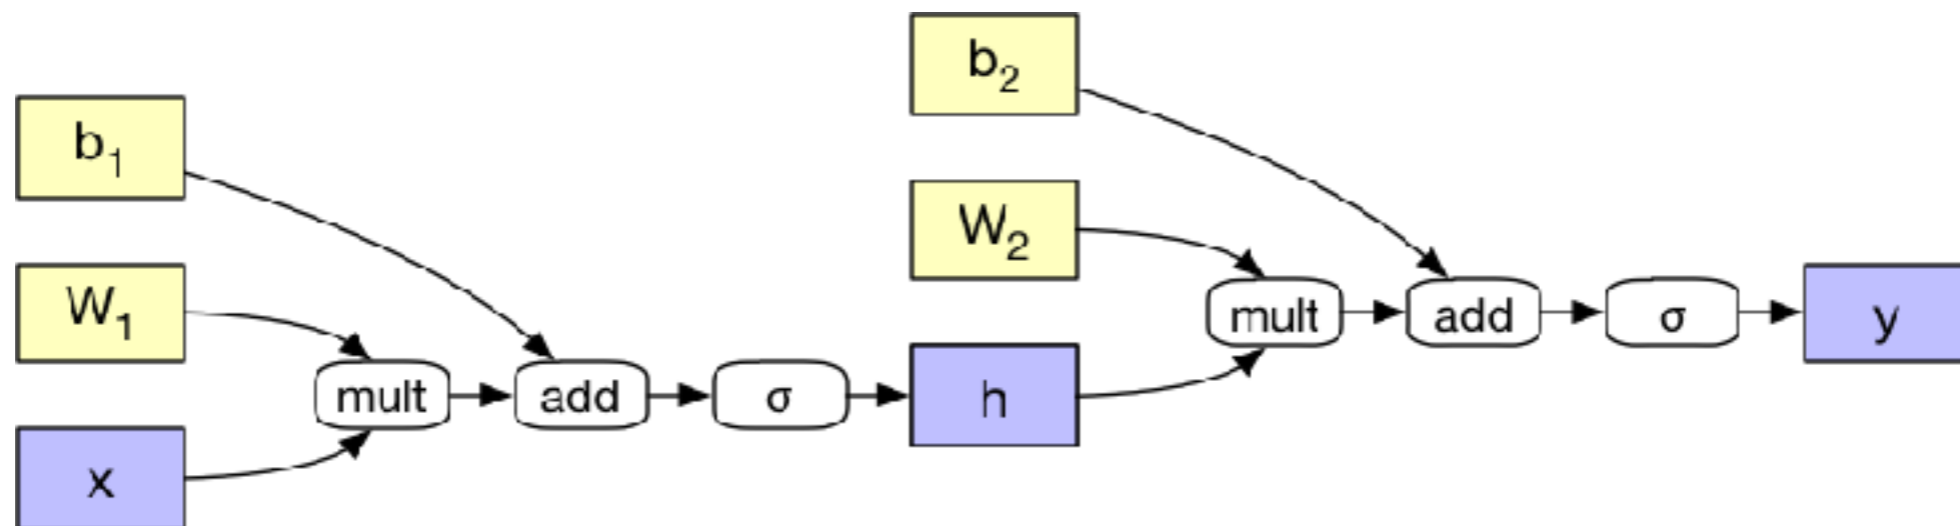 b₁
W₁
x
mult
add
σ
h
b₂
W₂
mult
add
σ
y